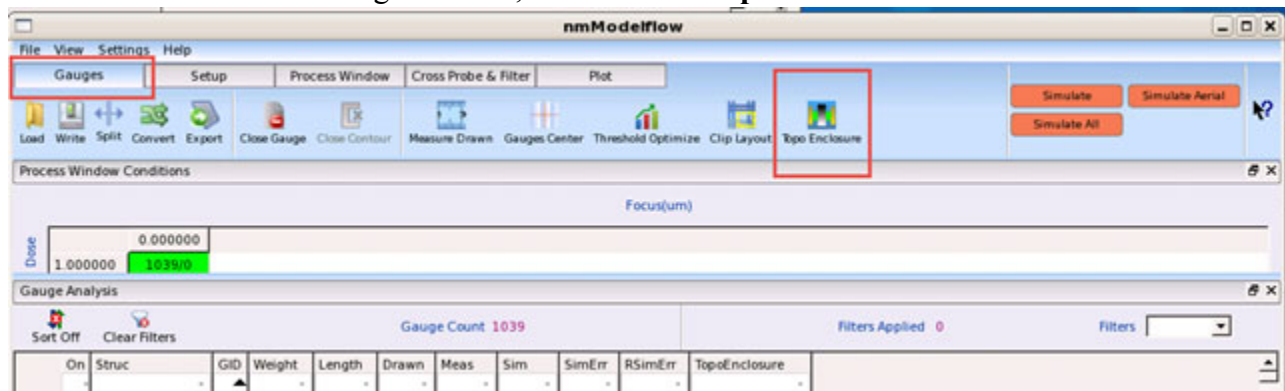 nmModelflow
File View Settings Help
Gauges Setup Process Window Cross Probe & Filter Plot
Simulate Simulate Aerial
Load Write Split Convert Export Close Gauge Close Contour Measure Drawn Gauges Center Threshold Optimize Clip Layout Topo Enclosure
Simulate All
Process Window Conditions
Focus(um)
Dose
0.000000
1.000000 1039/0
Gauge Analysis
Sort Off Clear Filters Gauge Count 1039 Filters Applied 0 Filters
On Struc GID Weight Length Drawn Meas Sim SimErr RSimErr TopoEnclosure